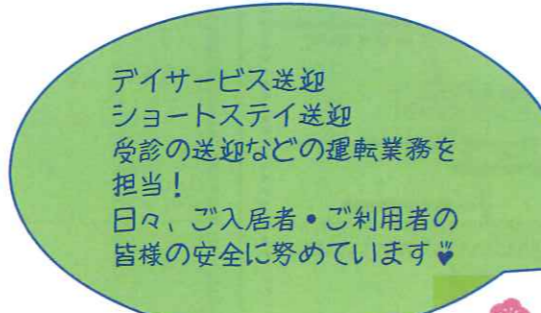 デイサービス送迎
ショートステイ送迎
受診の送迎などの運転業務を
担当！
日々、ご入居者・ご利用者の
皆様の安全に努めています